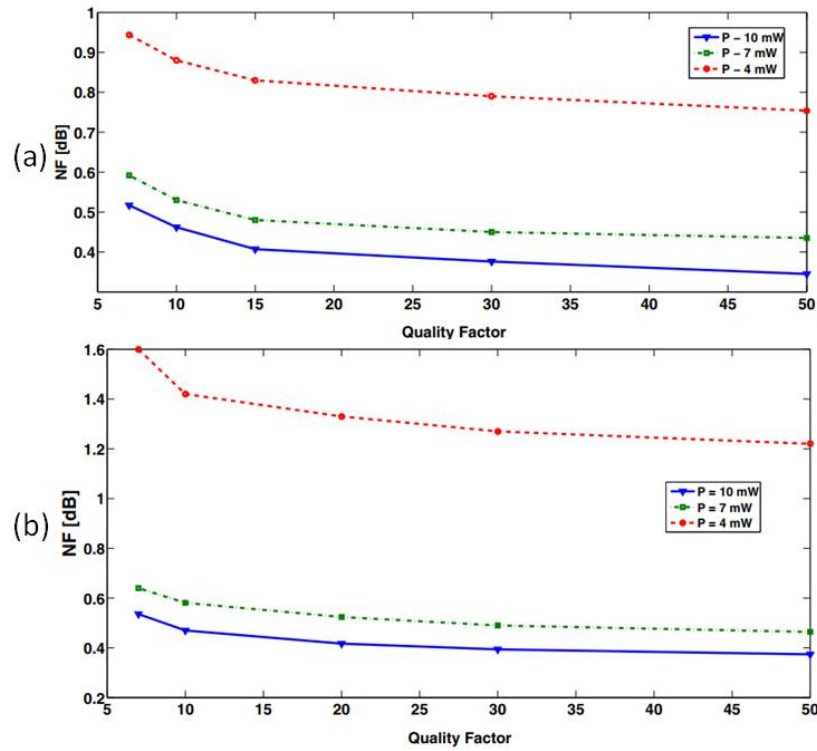 1
0.9
0.8
0.7
0.6
0.5
0.4
(a)
NF [dB]
P − 10 mW
P − 7 mW
P − 4 mW
5 10 15 20 25 30 35 40 45 50
Quality Factor
1.6
1.4
1.2
1
0.8
0.6
0.4
0.2
(b)
NF [dB]
P = 10 mW
P = 7 mW
P = 4 mW
5 10 15 20 25 30 35 40 45 50
Quality Factor